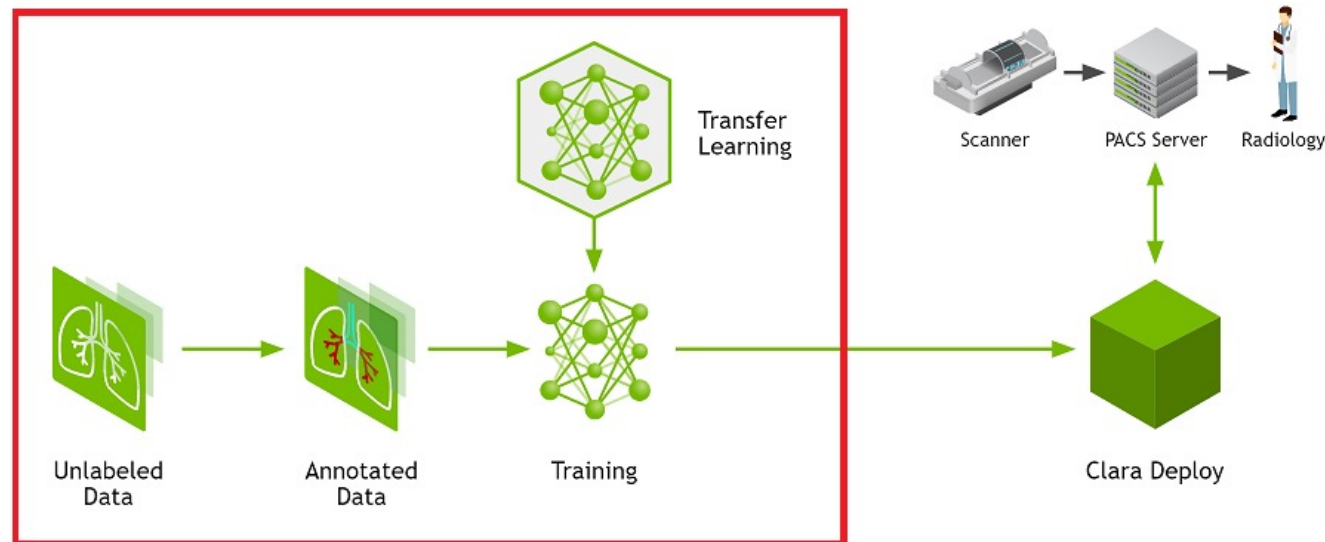 Transfer
Learning
Scanner
PACS Server
Radiology
Unlabeled
Data
Annotated
Data
Training
Clara Deploy